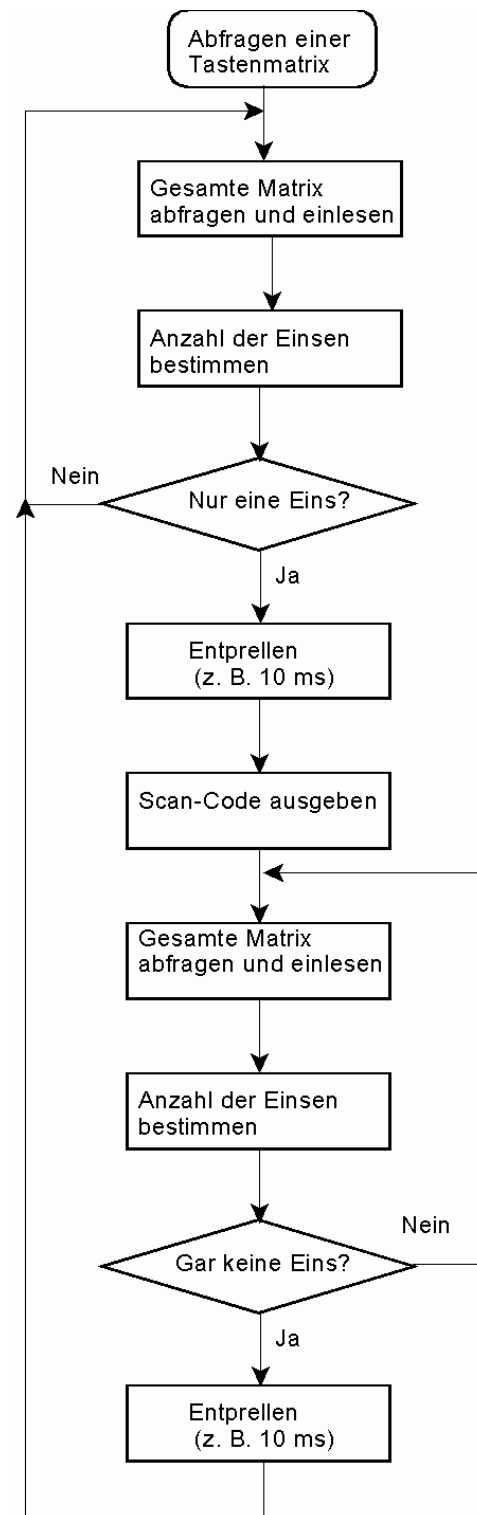 Abfragen einer
Tastenmatrix
Gesamte Matrix
abfragen und einlesen
Anzahl der Einsen
bestimmen
Nein
Nur eine Eins?
Ja
Entprellen
(z. B. 10 ms)
Scan-Code ausgeben
Gesamte Matrix
abfragen und einlesen
Anzahl der Einsen
bestimmen
Nein
Gar keine Eins?
Ja
Entprellen
(z. B. 10 ms)